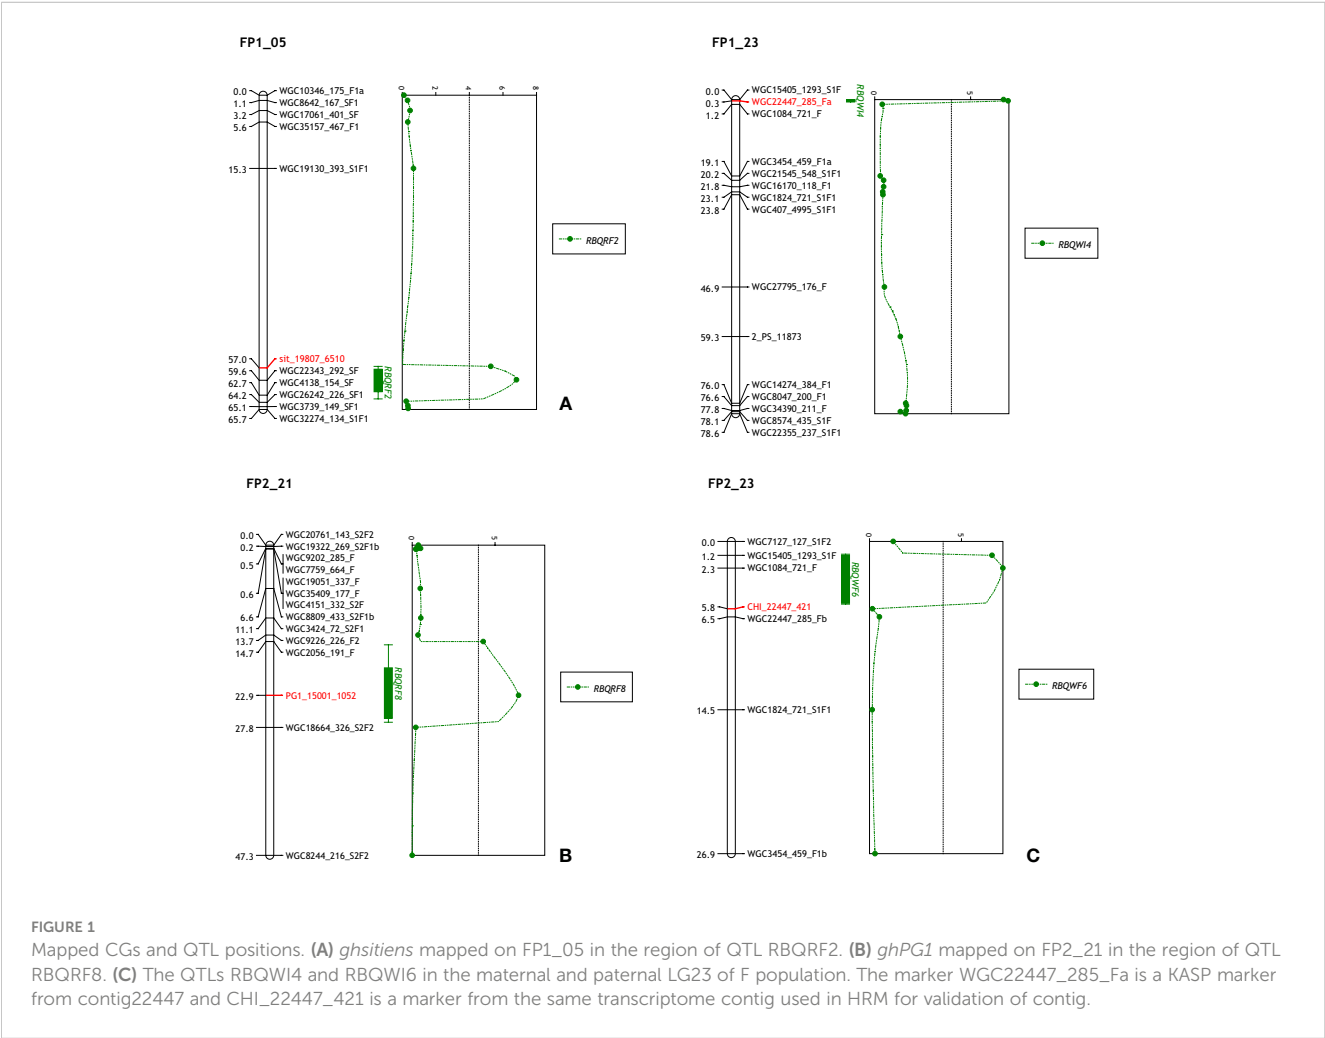 FP1_05
0.0 WGC10346_175_F1a
1.1 WGC8642_167_SF1
3.2 WGC17061_401_SF
5.6 WGC35157_467_F1
15.3 WGC19130_393_S1F1
57.0 sit_19807_6510
59.6 WGC22343_292_SF
62.7 WGC4138_154_SF
64.2 WGC26242_226_SF1
65.1 WGC3739_149_SF1
65.7 WGC32274_134_S1F1
RBQRF2
0 2 4 6 8
RBQRF2
A
FP1_23
0.0 WGC15405_1293_S1F
0.3 WGC22447_285_Fa
1.2 WGC1084_721_F
19.1 WGC3454_459_F1a
20.2 WGC21545_548_S1F1
21.8 WGC16170_118_F1
23.1 WGC1824_721_S1F1
23.8 WGC407_4995_S1F1
46.9 WGC27795_176_F
59.3 2_PS_11873
76.0 WGC14274_384_F1
76.6 WGC8047_200_F1
77.8 WGC34390_211_F
78.1 WGC8574_435_S1F
78.6 WGC22355_237_S1F1
RBQWI4
0 5
RBQWI4
FP2_21
0.0 WGC20761_143_S2F2
0.2 WGC19322_269_S2F1b
0.5 WGC9202_285_F
WGC7759_664_F
0.6 WGC19051_337_F
WGC35409_177_F
WGC4151_332_S2F
6.6 WGC8809_433_S2F1b
11.1 WGC3424_72_S2F1
13.7 WGC9226_226_F2
14.7 WGC2056_191_F
22.9 PG1_15001_1052
27.8 WGC18664_326_S2F2
47.3 WGC8244_216_S2F2
RBQRF8
0 5
RBQRF8
B
FP2_23
0.0 WGC7127_127_S1F2
1.2 WGC15405_1293_S1F
2.3 WGC1084_721_F
5.8 CHI_22447_421
6.5 WGC22447_285_Fb
14.5 WGC1824_721_S1F1
26.9 WGC3454_459_F1b
RBQWF6
0 5
RBQWF6
C
FIGURE 1
Mapped CGs and QTL positions. (A) ghsitiens mapped on FP1_05 in the region of QTL RBQRF2. (B) ghPG1 mapped on FP2_21 in the region of QTL
RBQRF8. (C) The QTLs RBQWI4 and RBQWI6 in the maternal and paternal LG23 of F population. The marker WGC22447_285_Fa is a KASP marker
from contig22447 and CHI_22447_421 is a marker from the same transcriptome contig used in HRM for validation of contig.